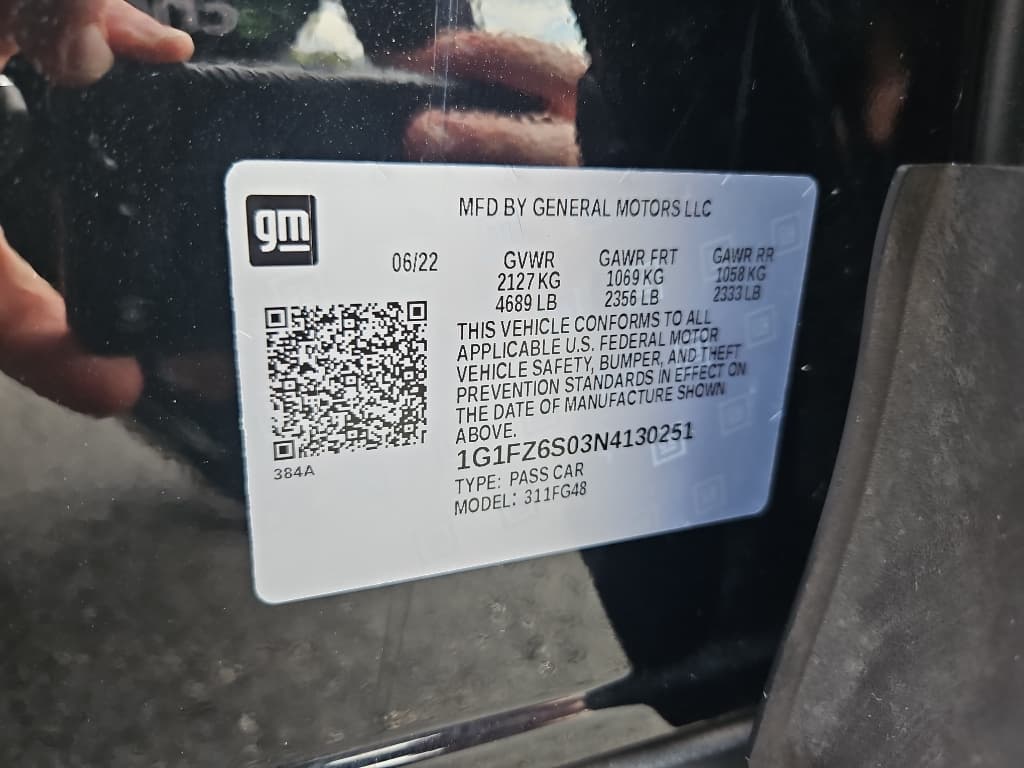 gm
MFD BY GENERAL MOTORS LLC
06/22
GVWR GAWR FRT GAWR RR
2127 KG 1069 KG 1058 KG
4689 LB 2356 LB 2333 LB
THIS VEHICLE CONFORMS TO ALL
APPLICABLE U.S. FEDERAL MOTOR
VEHICLE SAFETY, BUMPER, AND THEFT
PREVENTION STANDARDS IN EFFECT ON
THE DATE OF MANUFACTURE SHOWN
ABOVE.
1G1FZ6S03N4130251
TYPE: PASS CAR
MODEL: 311FG48
384A